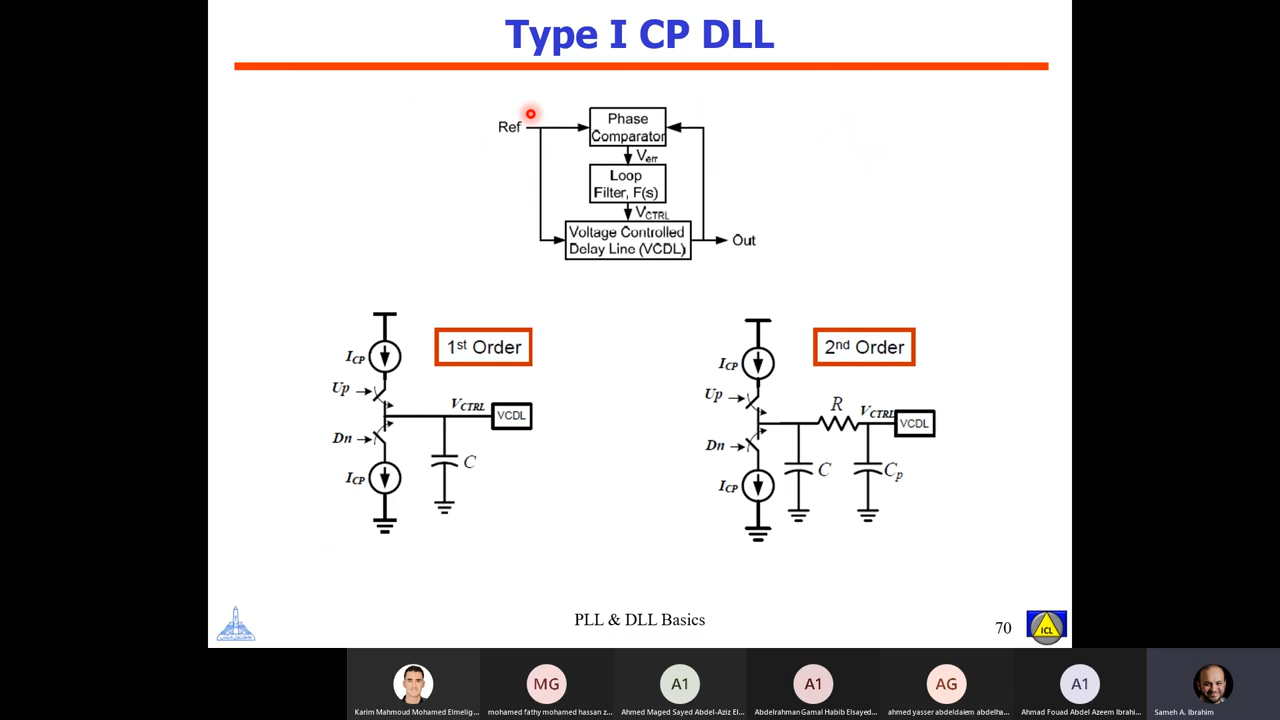 Type I CP DLL
Ref
Phase
Comparator
Verr
Loop
Filter, F(s)
VCTRL
Voltage Controlled
Delay Line (VCDL)
Out
1st Order
ICP
Up
VCTRL
VCDL
Dn
C
ICP
2nd Order
ICP
Up
R
VCTRL
VCDL
Dn
C
Cp
ICP
PLL & DLL Basics
70
ICL
MG
A1
A1
AG
A1
Karim Mahmoud Mohamed Elmelig...
mohamed fathy mohamed hassan z...
Ahmed Maged Sayed Abdel-Aziz El...
Abdelrahman Gamal Habib Elsayed...
ahmed yasser abdeldaiem abdelha...
Ahmad Fouad Abdel Azeem Ibrahi...
Sameh A. Ibrahim